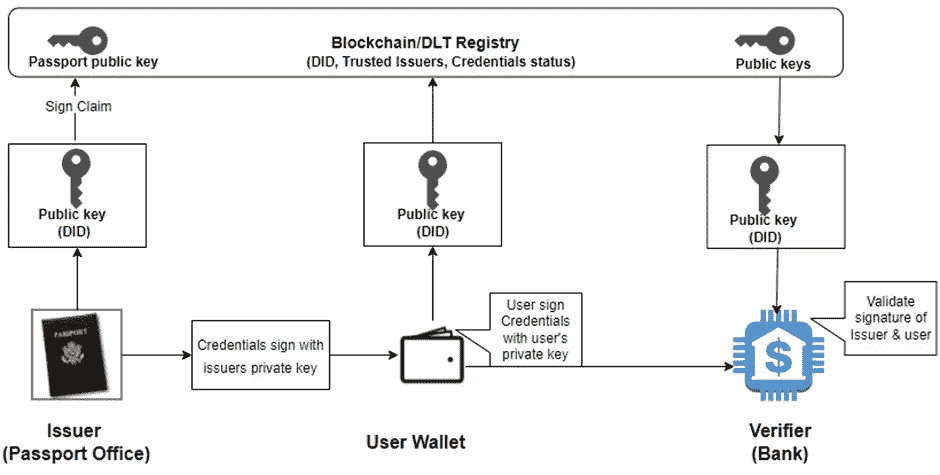 Blockchain/DLT Registry
(DID, Trusted Issuers, Credentials status)
Passport public key
Public keys
Sign Claim
Public key
(DID)
Public key
(DID)
Public key
(DID)
PASSPORT
Credentials sign with
issuers private key
User sign
Credentials
with user's
private key
Validate
signature of
Issuer & user
$
Issuer
(Passport Office)
User Wallet
Verifier
(Bank)